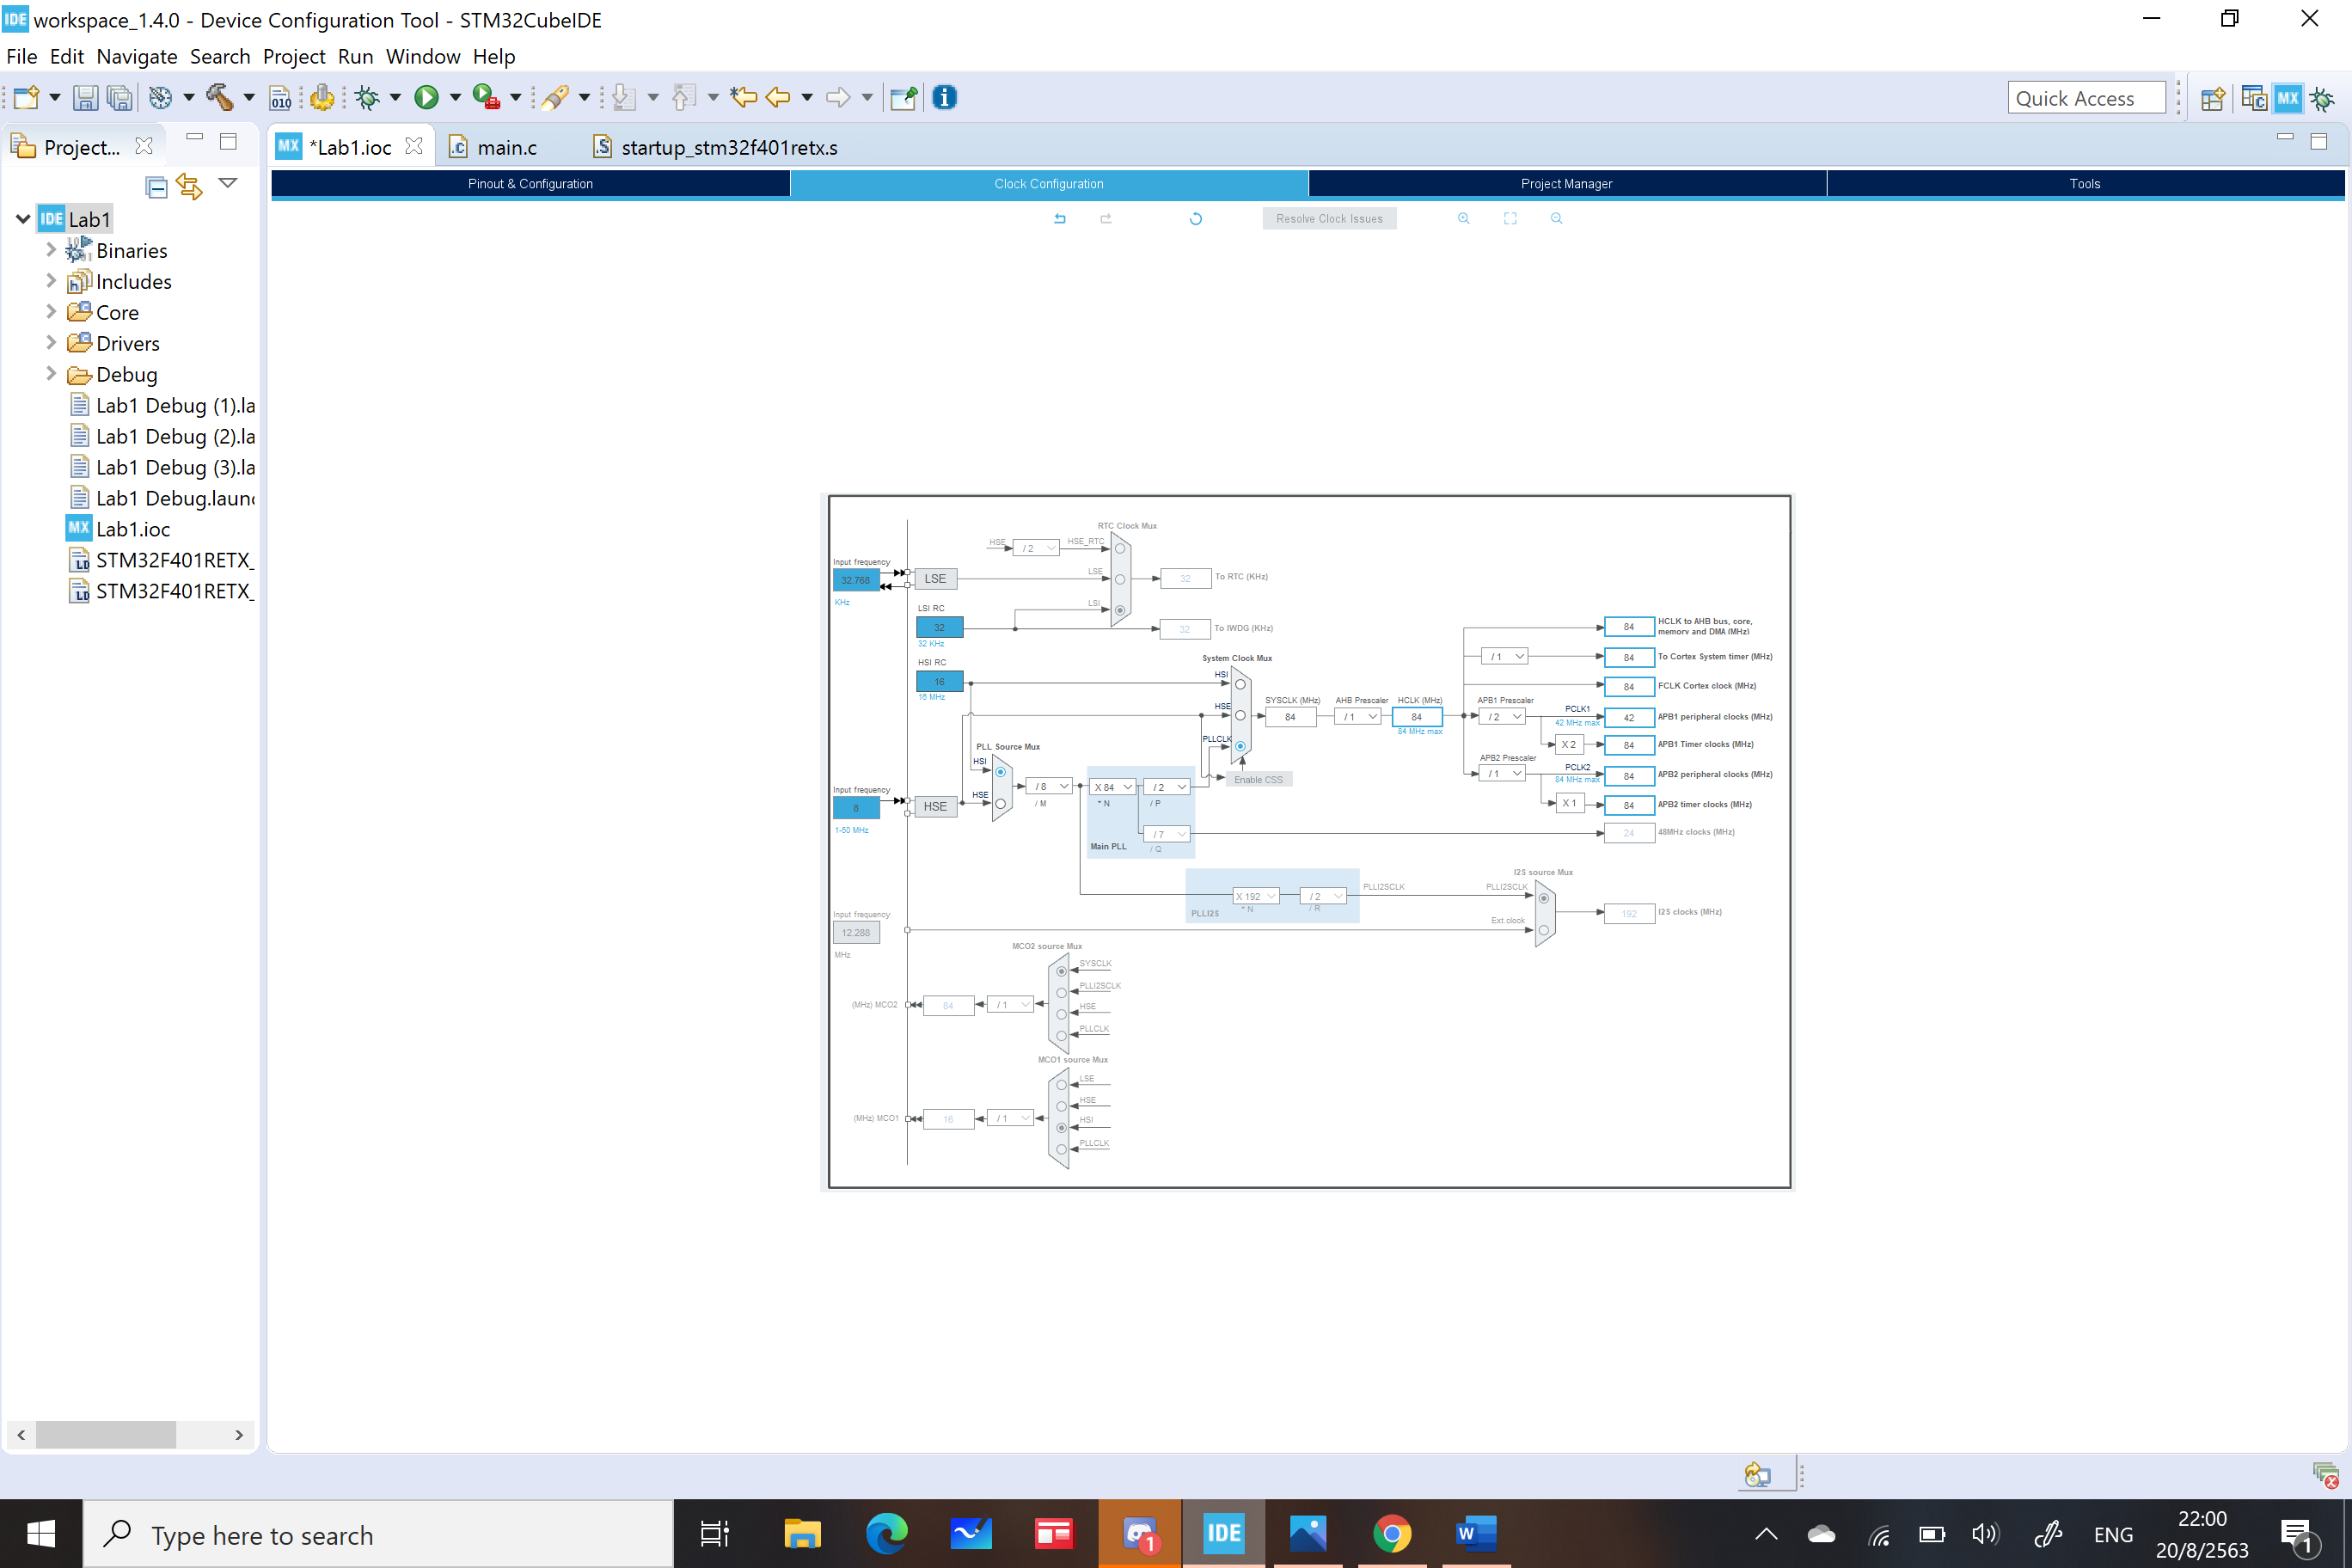 IDE workspace_1.4.0 - Device Configuration Tool - STM32CubeIDE
File Edit Navigate Search Project Run Window Help
010
Quick Access
MX
Project...
MX *Lab1.ioc
main.c
startup_stm32f401retx.s
Pinout & Configuration
Clock Configuration
Project Manager
Tools
Resolve Clock Issues
IDE Lab1
Binaries
Includes
Core
Drivers
Debug
Lab1 Debug (1).la
Lab1 Debug (2).la
Lab1 Debug (3).la
Lab1 Debug.laun
MX Lab1.ioc
STM32F401RETX_
STM32F401RETX_
RTC Clock Mux
HSE
/ 2
HSE_RTC
Input frequency
32.768
KHz
LSE
LSE
32
To RTC (KHz)
LSI RC
LSI
32
32 KHz
32
To IWDG (KHz)
HSI RC
16
16 MHz
System Clock Mux
HSI
HSE
PLLCLK
Enable CSS
SYSCLK (MHz)
84
AHB Prescaler
/ 1
HCLK (MHz)
84
84 MHz max
84
HCLK to AHB bus, core,
memory and DMA (MHz)
/ 1
84
To Cortex System timer (MHz)
84
FCLK Cortex clock (MHz)
APB1 Prescaler
/ 2
PCLK1
42 MHz max
42
APB1 peripheral clocks (MHz)
X 2
84
APB1 Timer clocks (MHz)
APB2 Prescaler
/ 1
PCLK2
84 MHz max
84
APB2 peripheral clocks (MHz)
X 1
84
APB2 timer clocks (MHz)
24
48MHz clocks (MHz)
PLL Source Mux
HSI
HSE
Input frequency
8
1-50 MHz
HSE
/ 8
/ M
X 84
* N
/ 2
/ P
/ 7
/ Q
Main PLL
X 192
* N
/ 2
/ R
PLLI2S
PLLI2SCLK
I2S source Mux
PLLI2SCLK
Ext.clock
192
I2S clocks (MHz)
Input frequency
12.288
MHz
MCO2 source Mux
SYSCLK
PLLI2SCLK
HSE
PLLCLK
(MHz) MCO2
84
/ 1
MCO1 source Mux
LSE
HSE
HSI
PLLCLK
(MHz) MCO1
16
/ 1
Type here to search
1
IDE
W
ENG
22:00
20/8/2563
1